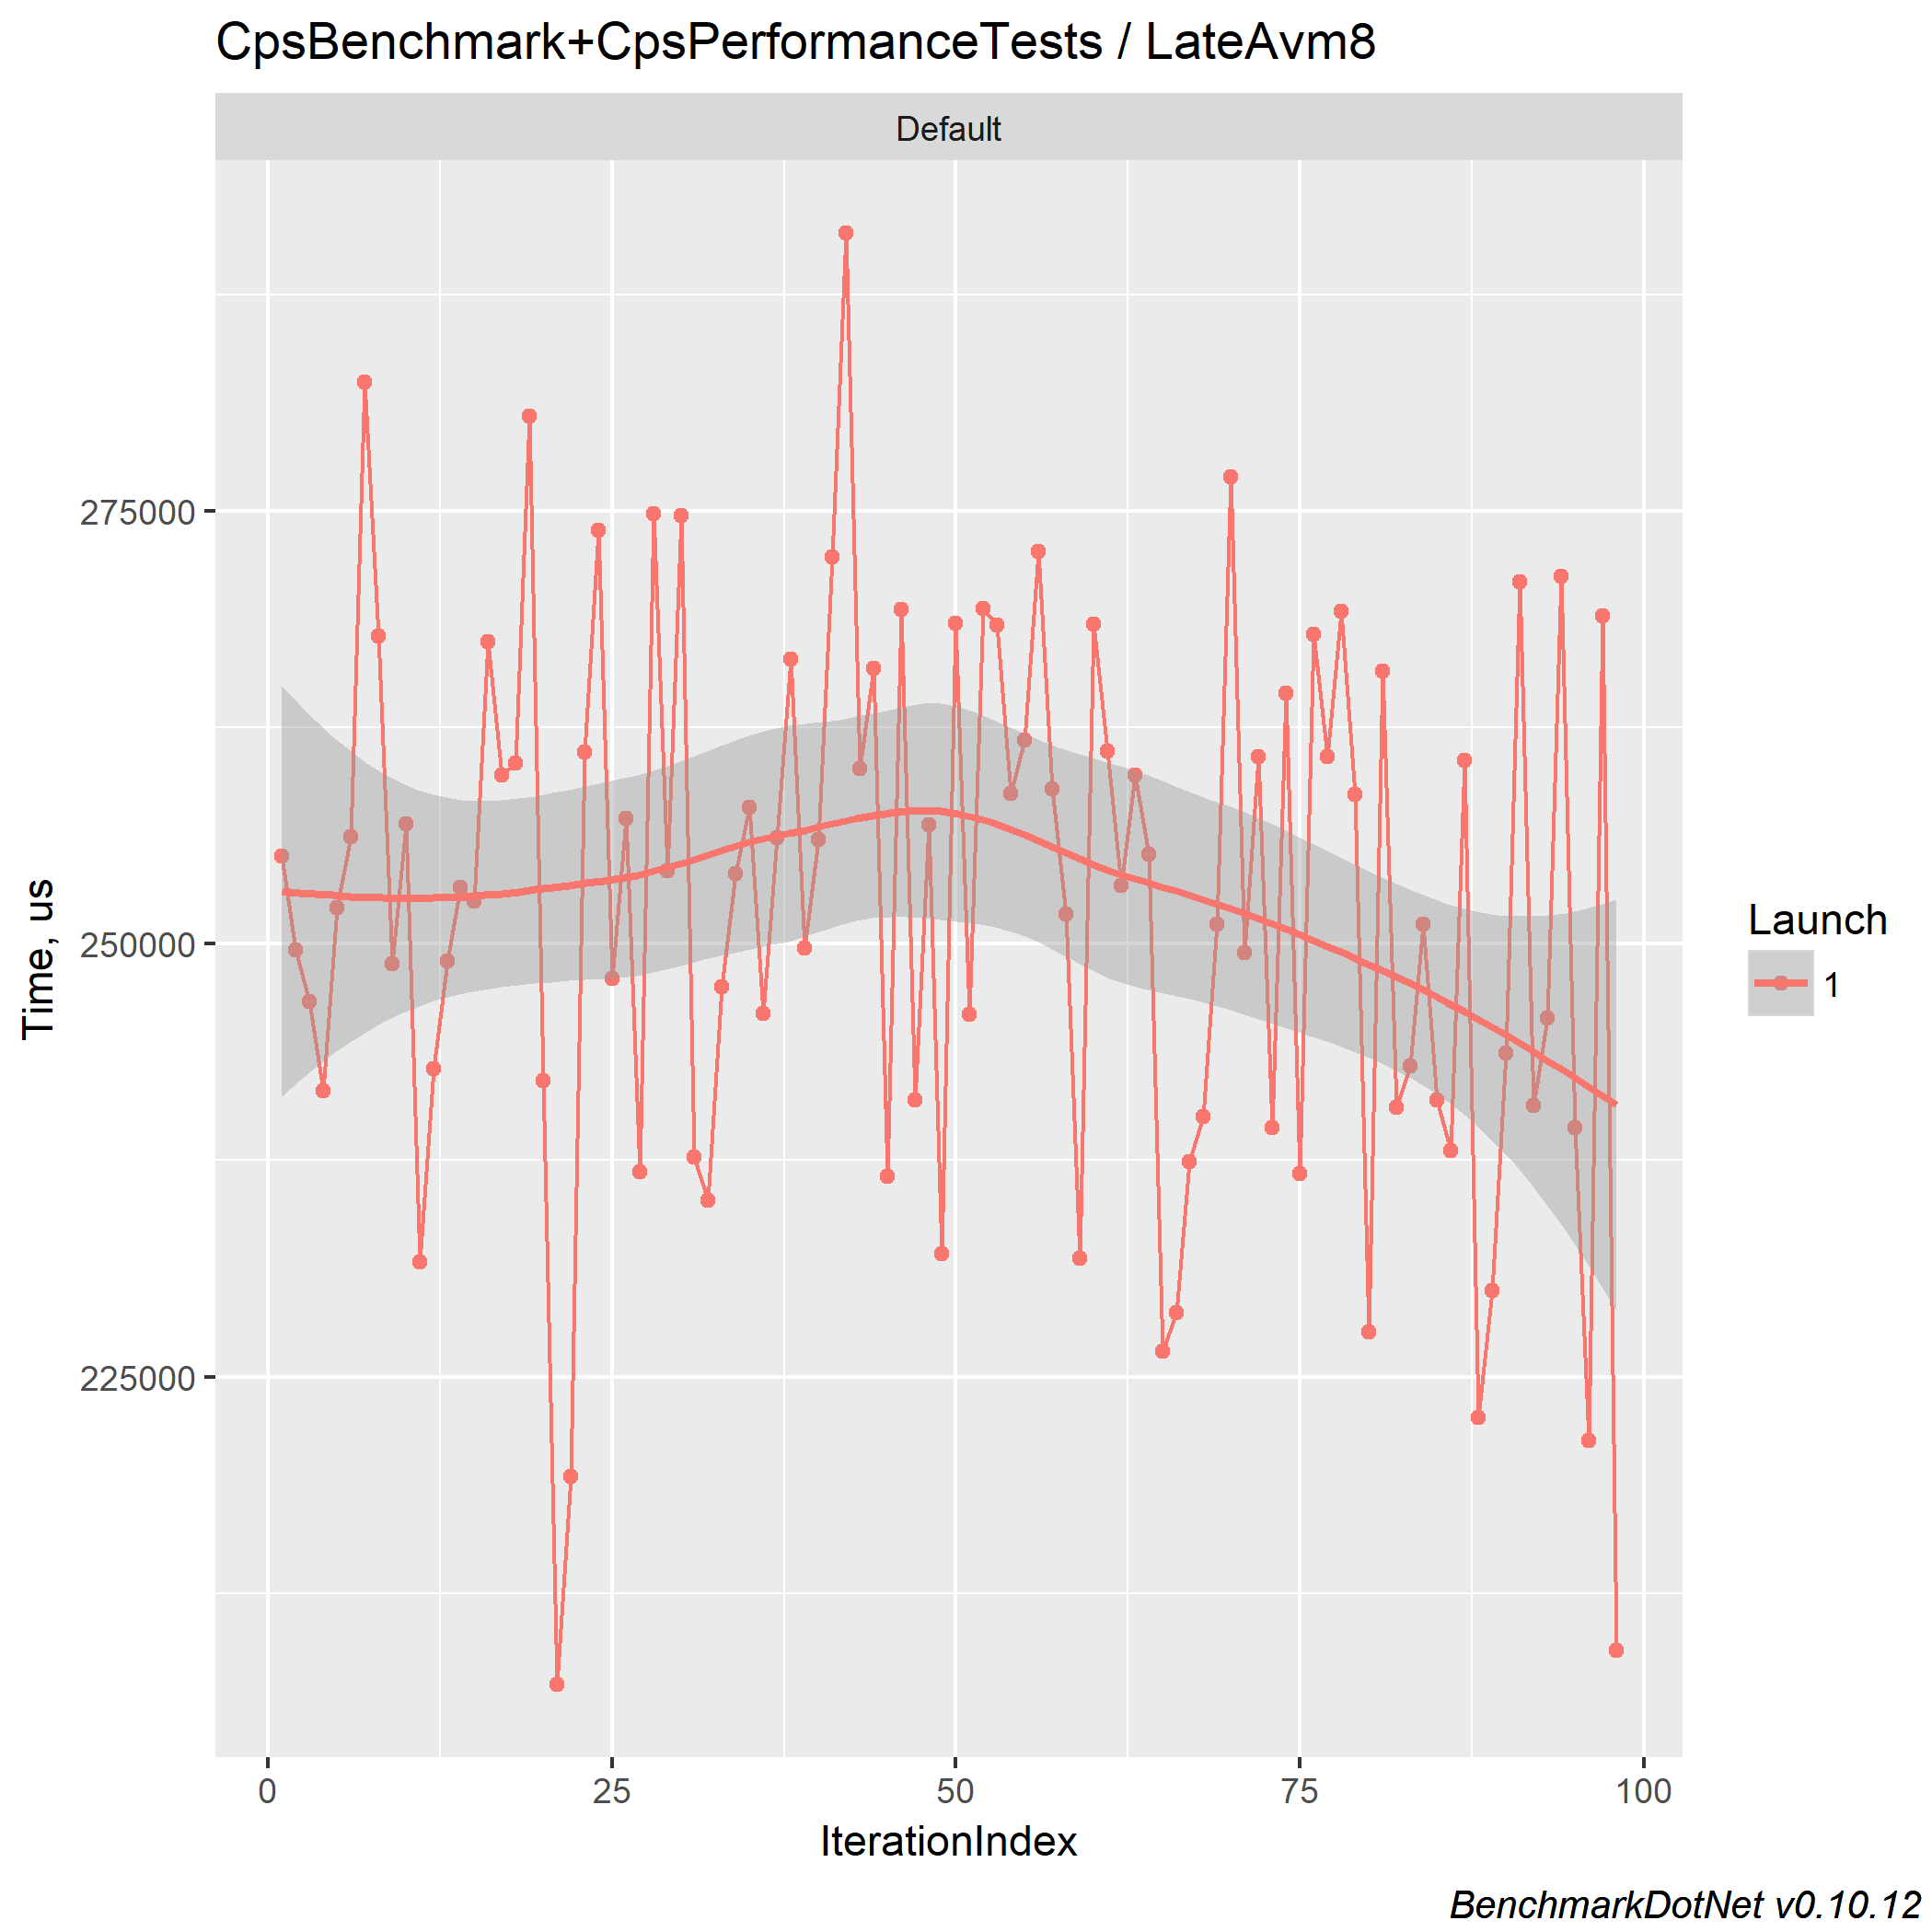 CpsBenchmark+CpsPerformanceTests / LateAvm8
Default
275000
250000
225000
Time, us
0 25 50 75 100
IterationIndex
Launch
1
BenchmarkDotNet v0.10.12